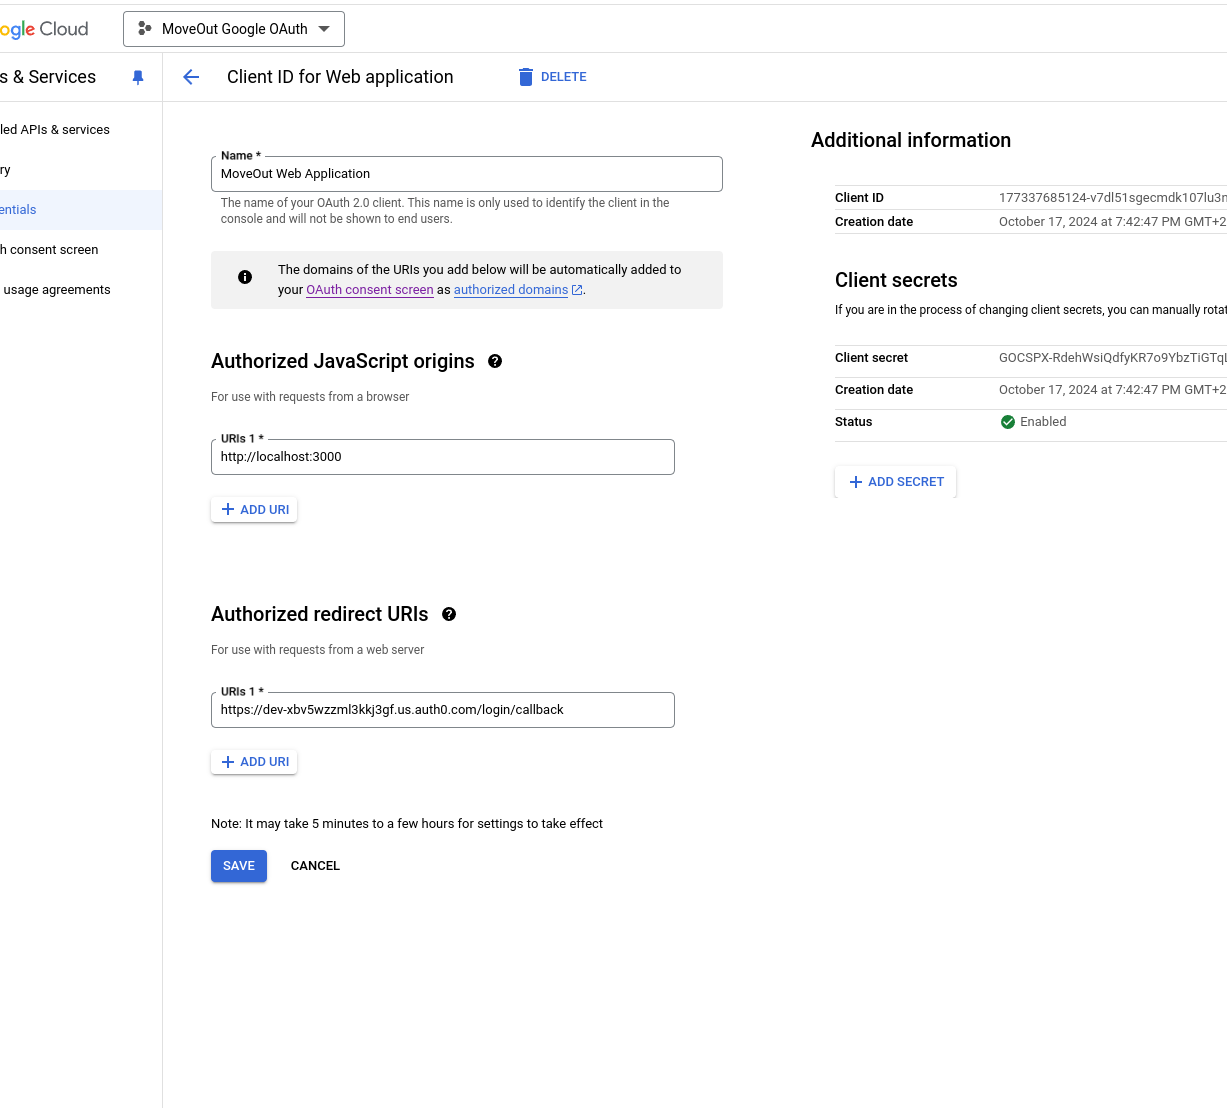 ogle Cloud
MoveOut Google OAuth
s & Services
Client ID for Web application
DELETE
led APIs & services
ry
entials
h consent screen
usage agreements
Name *
MoveOut Web Application
The name of your OAuth 2.0 client. This name is only used to identify the client in the
console and will not be shown to end users.
The domains of the URIs you add below will be automatically added to
your OAuth consent screen as authorized domains.
Authorized JavaScript origins
For use with requests from a browser
URIs 1 *
http://localhost:3000
ADD URI
Authorized redirect URIs
For use with requests from a web server
URIs 1 *
https://dev-xbv5wzzml3kkj3gf.us.auth0.com/login/callback
ADD URI
Note: It may take 5 minutes to a few hours for settings to take effect
SAVE
CANCEL
Additional information
Client ID 177337685124-v7dl51sgecmdk107lu3n
Creation date October 17, 2024 at 7:42:47 PM GMT+2
Client secrets
If you are in the process of changing client secrets, you can manually rotat
Client secret GOCSPX-RdehWsiQdfyKR7o9YbzTiGTqL
Creation date October 17, 2024 at 7:42:47 PM GMT+2
Status Enabled
ADD SECRET